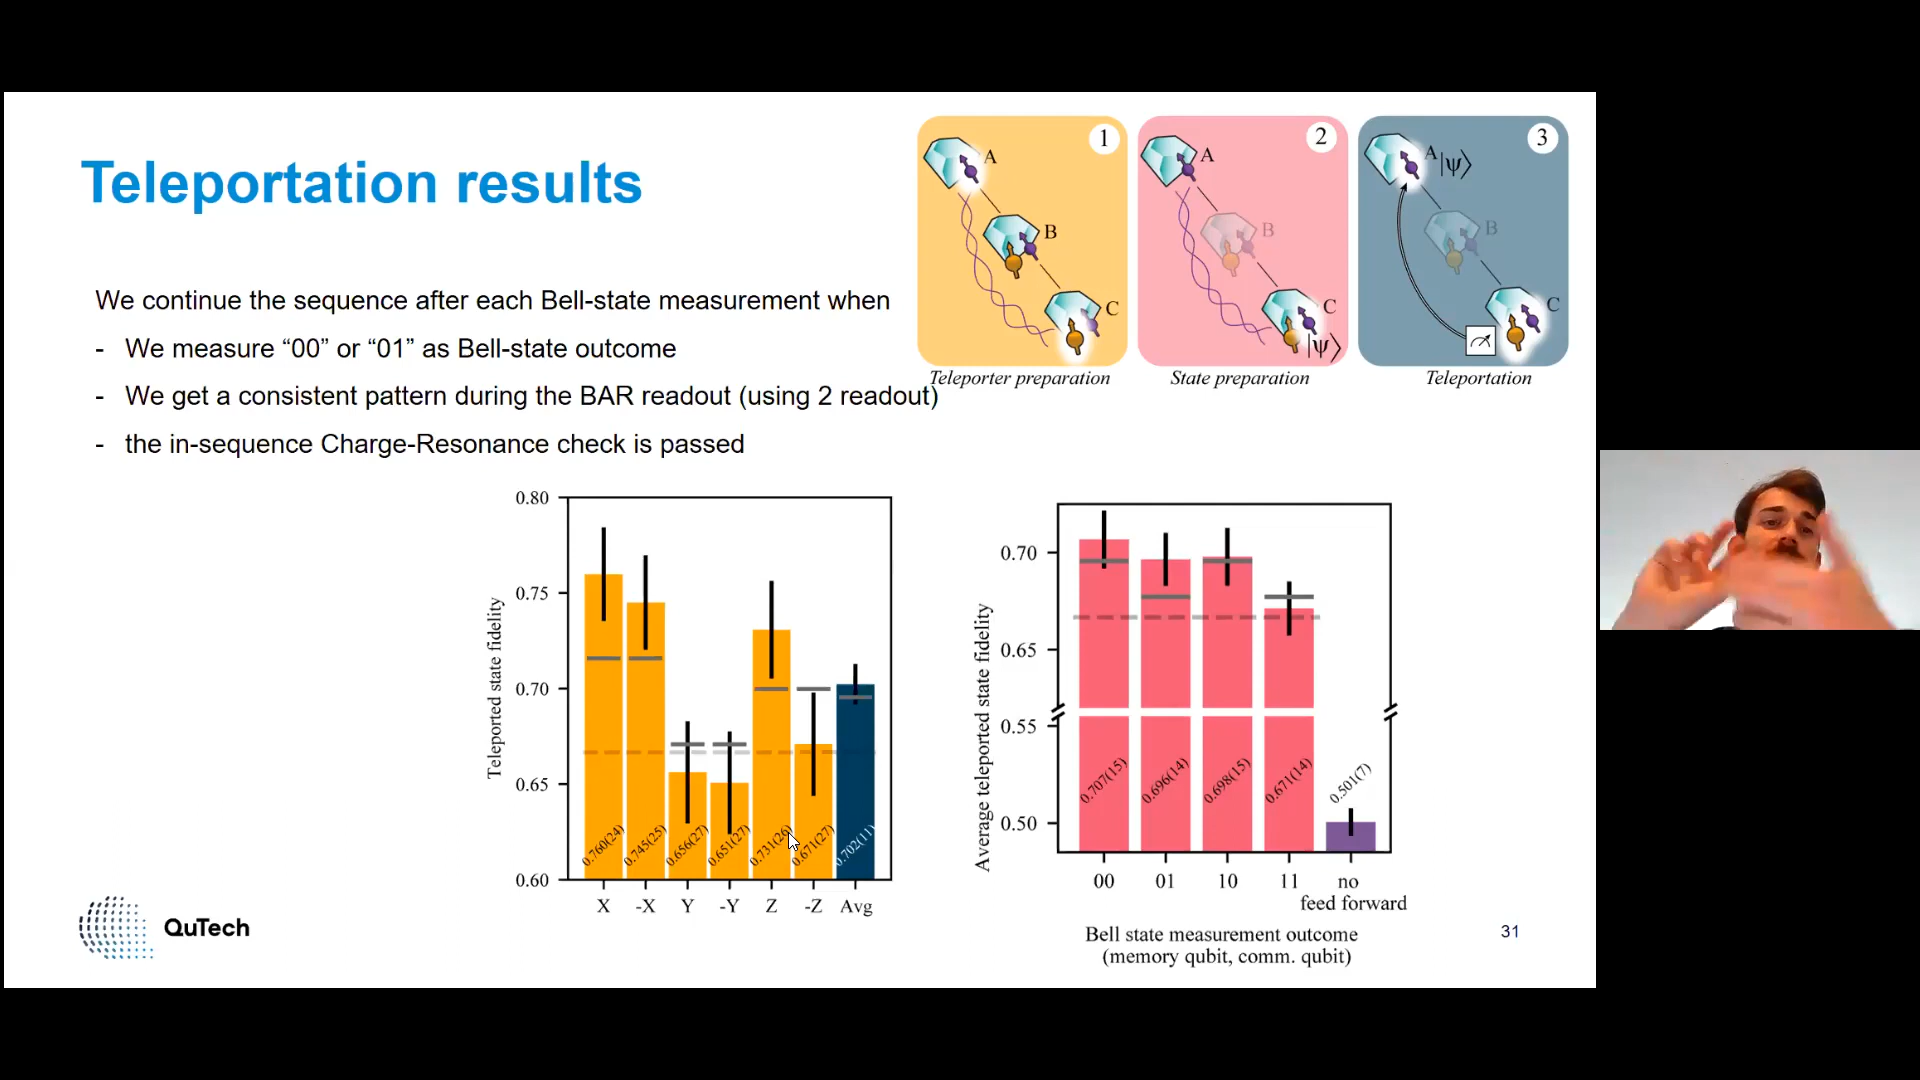 Teleportation results
We continue the sequence after each Bell-state measurement when
- We measure “00” or “01” as Bell-state outcome
- We get a consistent pattern during the BAR readout (using 2 readout)
- the in-sequence Charge-Resonance check is passed
1
A
B
C
Teleporter preparation
2
A
B
C
|ψ⟩
State preparation
3
A
|ψ⟩
B
C
Teleportation
Teleported state fidelity
0.80
0.75
0.70
0.65
0.60
0.760(24)
0.745(25)
0.656(27)
0.651(27)
0.731(26)
0.671(27)
0.702(11)
X -X Y -Y Z -Z Avg
Average teleported state fidelity
0.70
0.65
0.55
0.50
0.707(15)
0.696(14)
0.698(15)
0.671(14)
0.501(7)
00 01 10 11 no
feed forward
Bell state measurement outcome
(memory qubit, comm. qubit)
QuTech
31